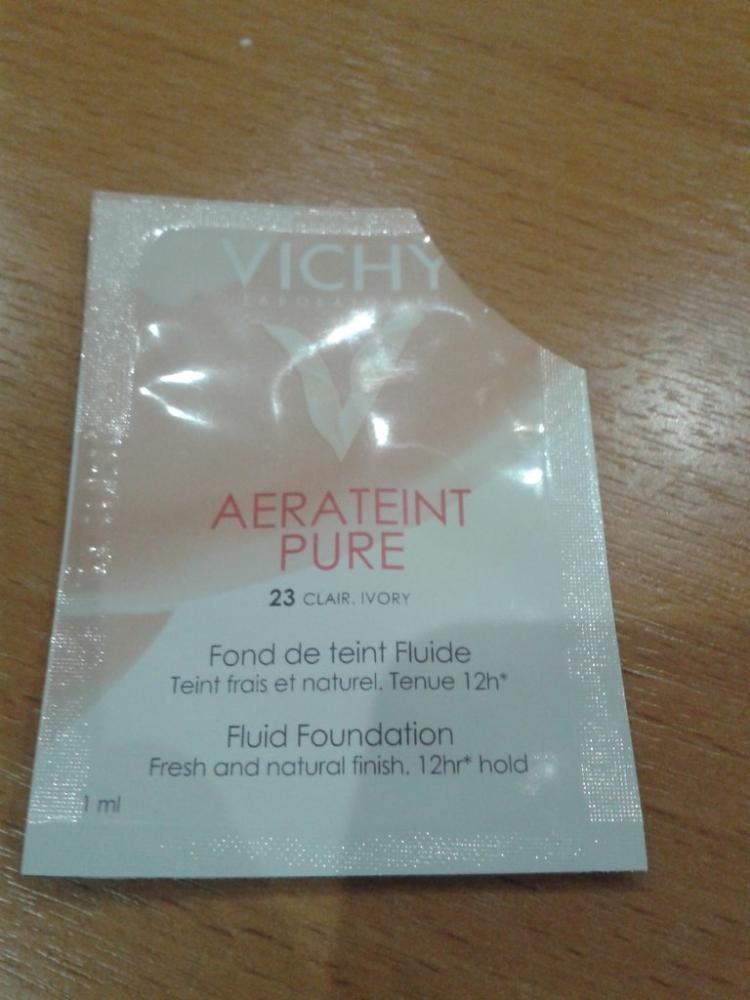 VICHY
LABORATOIRES
AERATEINT
PURE
23 CLAIR. IVORY
Fond de teint Fluide
Teint frais et naturel. Tenue 12h*
Fluid Foundation
Fresh and natural finish. 12hr* hold
1 ml